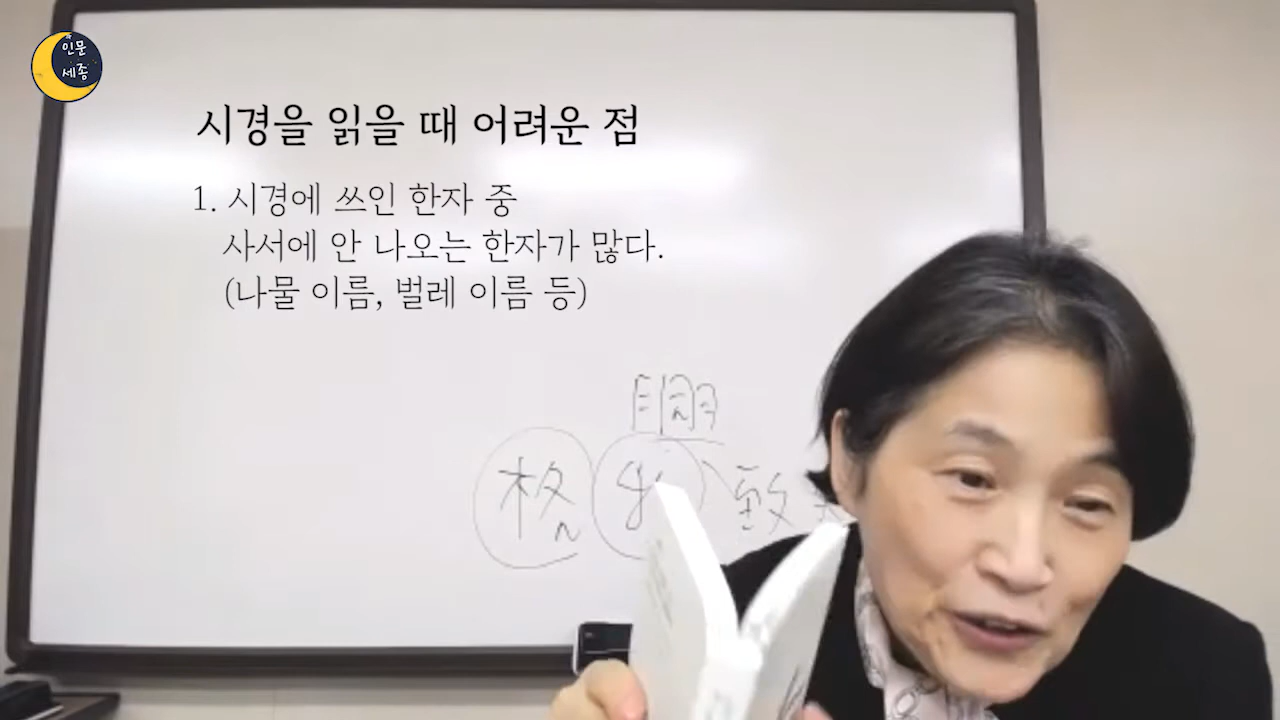 인문
세종
시경을 읽을 때 어려운 점
1. 시경에 쓰인 한자 중
사서에 안 나오는 한자가 많다.
(나물 이름, 벌레 이름 등)
格 物 致